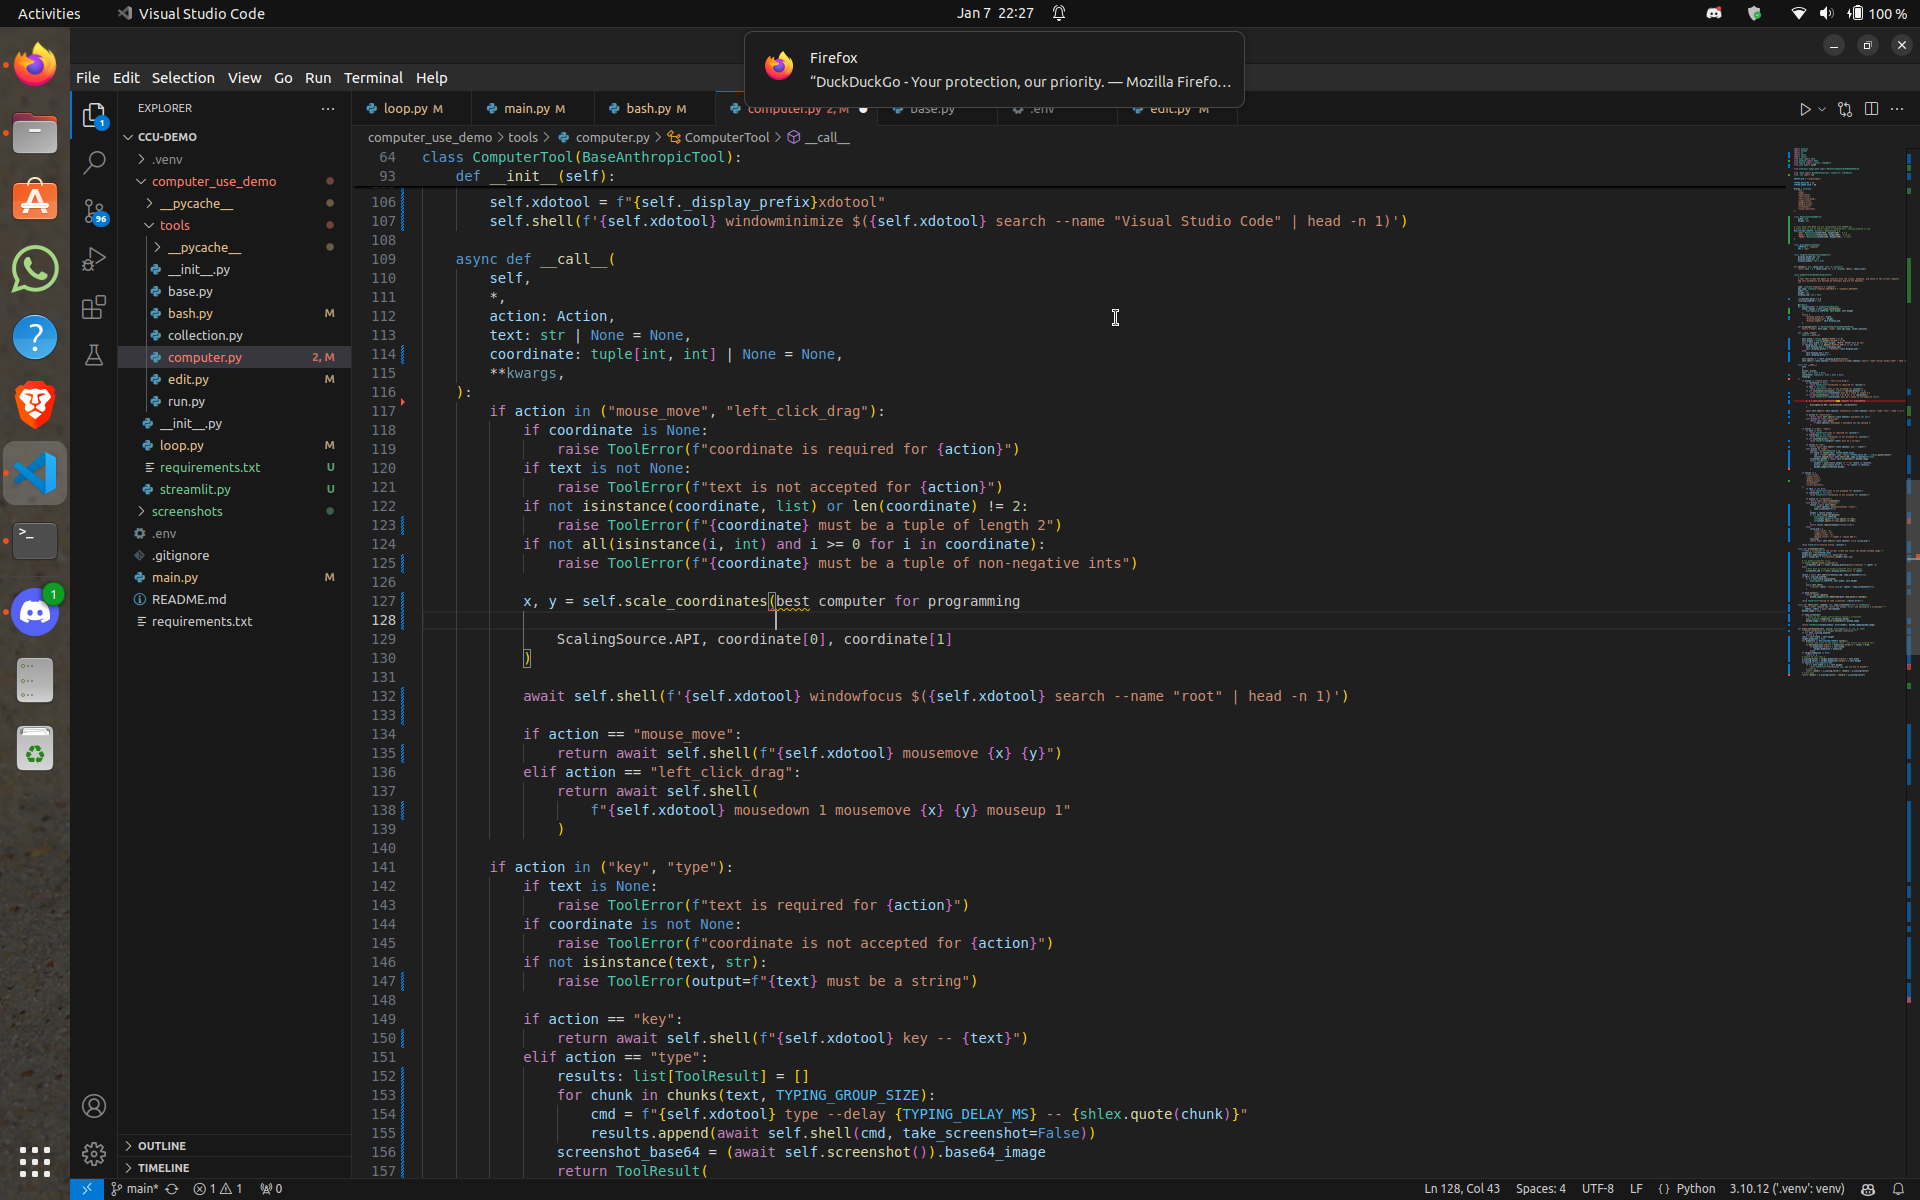 Activities
Visual Studio Code
Jan 7 22:27
100 %
Firefox
“DuckDuckGo - Your protection, our priority. — Mozilla Firefo…
File Edit Selection View Go Run Terminal Help
EXPLORER
loop.py M
main.py M
bash.py M
computer.py 2, M
base.py
.env
edit.py M
computer_use_demo > tools > computer.py > ComputerTool > __call__
1
96
1
CCU-DEMO
.venv
computer_use_demo
__pycache__
tools
__pycache__
__init__.py
base.py
bash.py M
collection.py
computer.py 2, M
edit.py M
run.py
__init__.py
loop.py M
requirements.txt U
streamlit.py U
screenshots
.env
.gitignore
main.py M
README.md
requirements.txt
OUTLINE
TIMELINE
64 class ComputerTool(BaseAnthropicTool):
93 def __init__(self):
106 self.xdotool = f"{self._display_prefix}xdotool"
107 self.shell(f'{self.xdotool} windowminimize $({self.xdotool} search --name "Visual Studio Code" | head -n 1)')
108
109 async def __call__(
110 self,
111 *,
112 action: Action,
113 text: str | None = None,
114 coordinate: tuple[int, int] | None = None,
115 **kwargs,
116 ):
117 if action in ("mouse_move", "left_click_drag"):
118 if coordinate is None:
119 raise ToolError(f"coordinate is required for {action}")
120 if text is not None:
121 raise ToolError(f"text is not accepted for {action}")
122 if not isinstance(coordinate, list) or len(coordinate) != 2:
123 raise ToolError(f"{coordinate} must be a tuple of length 2")
124 if not all(isinstance(i, int) and i >= 0 for i in coordinate):
125 raise ToolError(f"{coordinate} must be a tuple of non-negative ints")
126
127 x, y = self.scale_coordinates(best computer for programming
128
129 ScalingSource.API, coordinate[0], coordinate[1]
130 )
131
132 await self.shell(f'{self.xdotool} windowfocus $({self.xdotool} search --name "root" | head -n 1)')
133
134 if action == "mouse_move":
135 return await self.shell(f"{self.xdotool} mousemove {x} {y}")
136 elif action == "left_click_drag":
137 return await self.shell(
138 f"{self.xdotool} mousedown 1 mousemove {x} {y} mouseup 1"
139 )
140
141 if action in ("key", "type"):
142 if text is None:
143 raise ToolError(f"text is required for {action}")
144 if coordinate is not None:
145 raise ToolError(f"coordinate is not accepted for {action}")
146 if not isinstance(text, str):
147 raise ToolError(output=f"{text} must be a string")
148
149 if action == "key":
150 return await self.shell(f"{self.xdotool} key -- {text}")
151 elif action == "type":
152 results: list[ToolResult] = []
153 for chunk in chunks(text, TYPING_GROUP_SIZE):
154 cmd = f"{self.xdotool} type --delay {TYPING_DELAY_MS} -- {shlex.quote(chunk)}"
155 results.append(await self.shell(cmd, take_screenshot=False))
156 screenshot_base64 = (await self.screenshot()).base64_image
157 return ToolResult(
main* 1 1 0
Ln 128, Col 43 Spaces: 4 UTF-8 LF { } Python 3.10.12 ('.venv': venv)